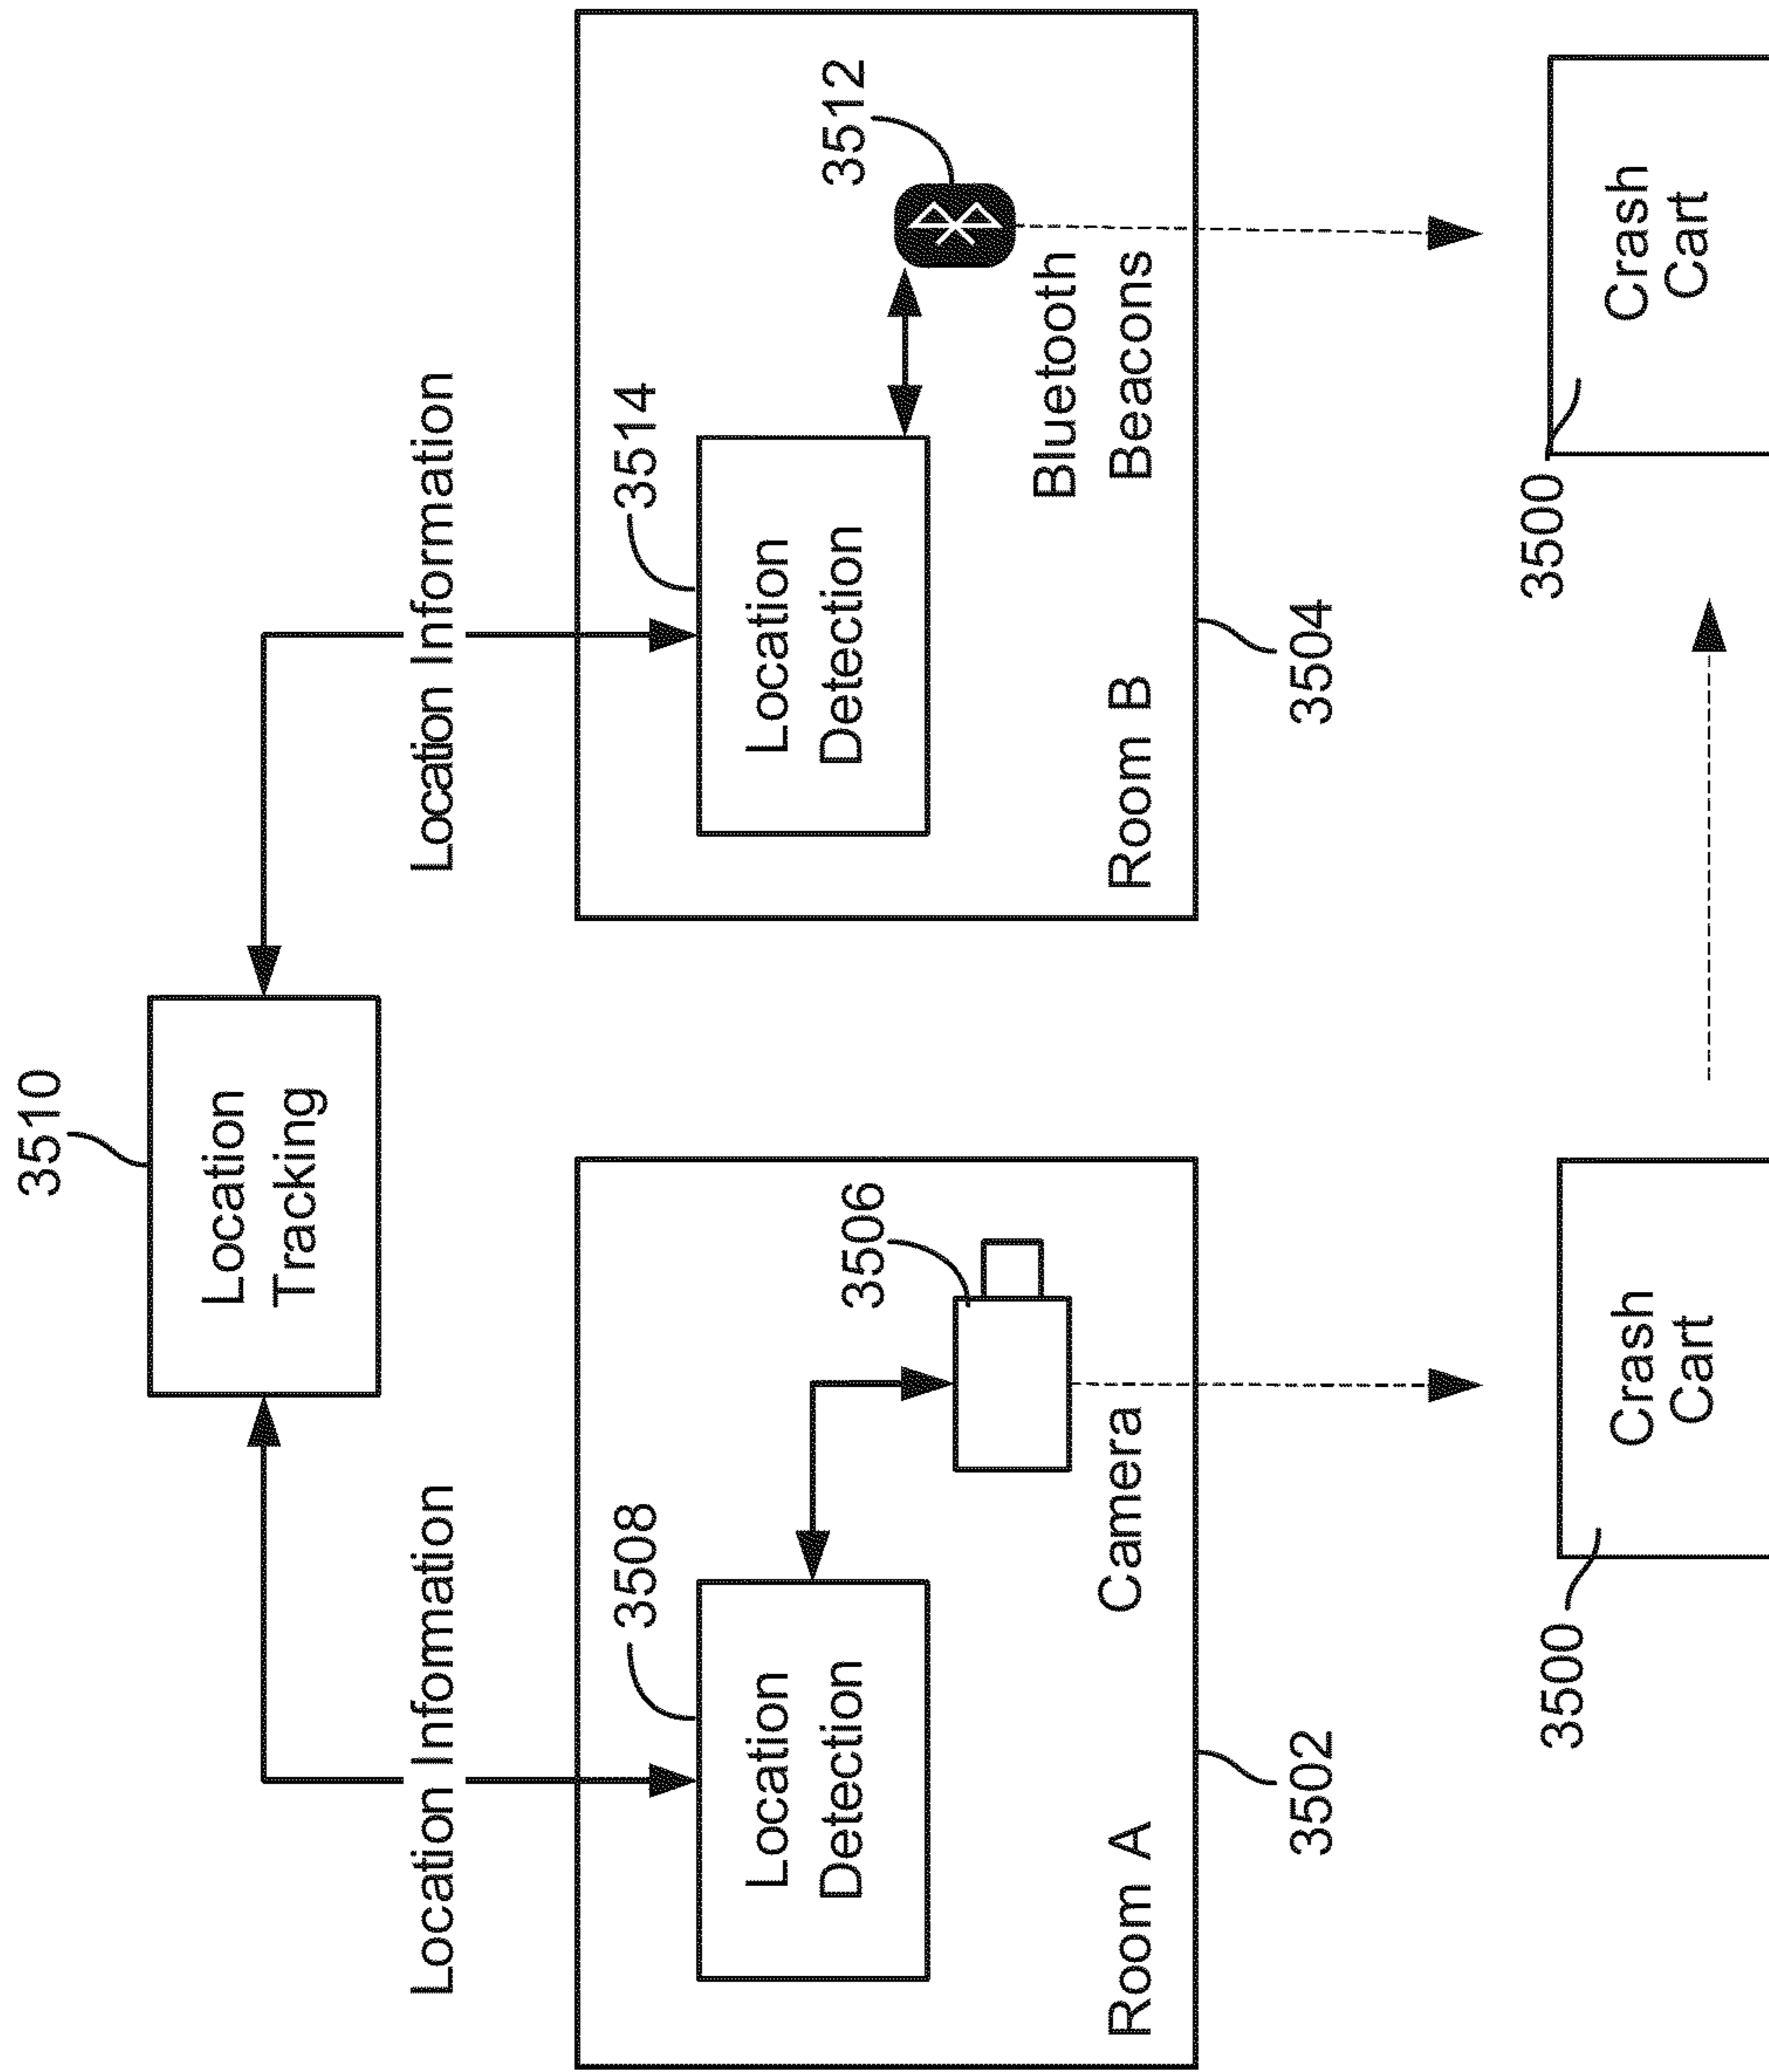 3510
Location
Tracking
Location Information
Location Information
3508
Location
Detection
3506
Camera
Room A
3502
3514
Location
Detection
3512
Bluetooth
Beacons
Room B
3504
3500
Crash
Cart
3500
Crash
Cart